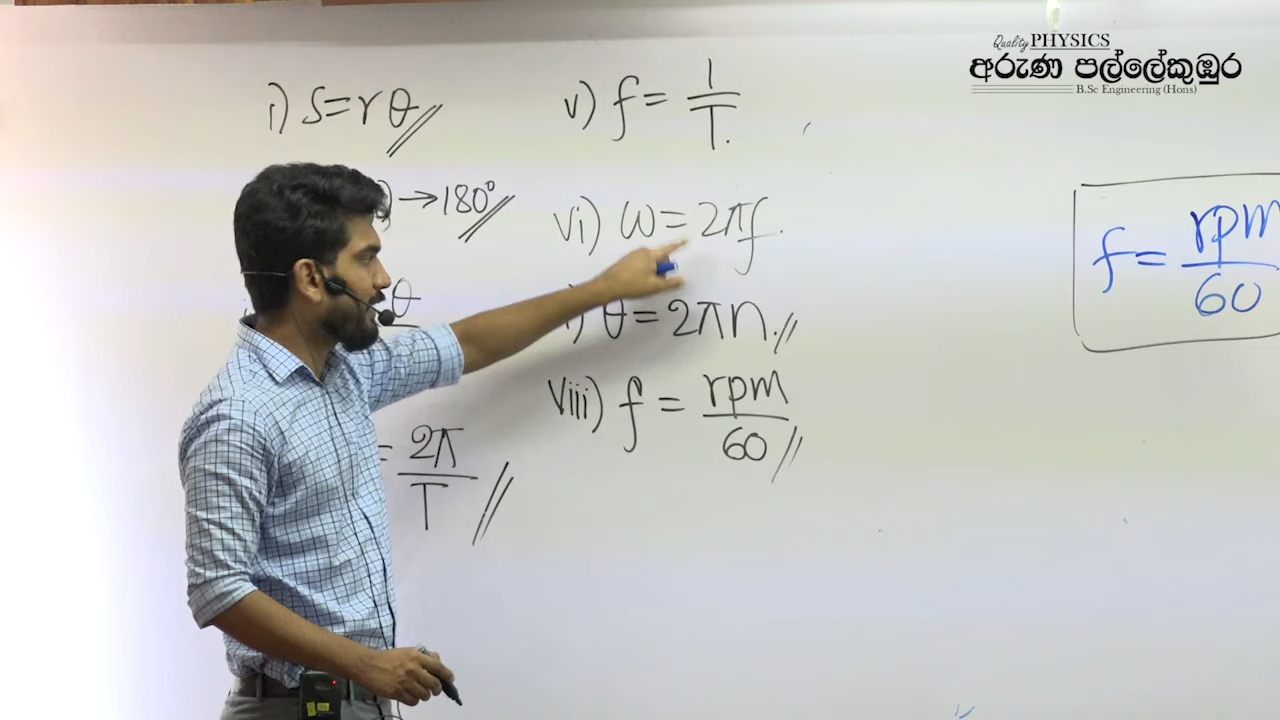 Quality PHYSICS
අරුණ පල්ලේකුඹුර
B.Sc Engineering (Hons)
i) S = rθ
→ 180°
θ
= 2π/T
v) f = 1/T.
vi) ω = 2πf.
i) θ = 2πn.
viii) f = rpm/60
f = rpm/60